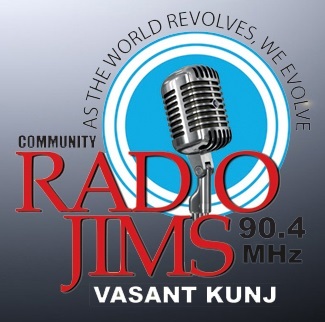 AS THE WORLD REVOLVES, WE EVOLVE
COMMUNITY
RADIO
JIMS
90.4
MHz
VASANT KUNJ